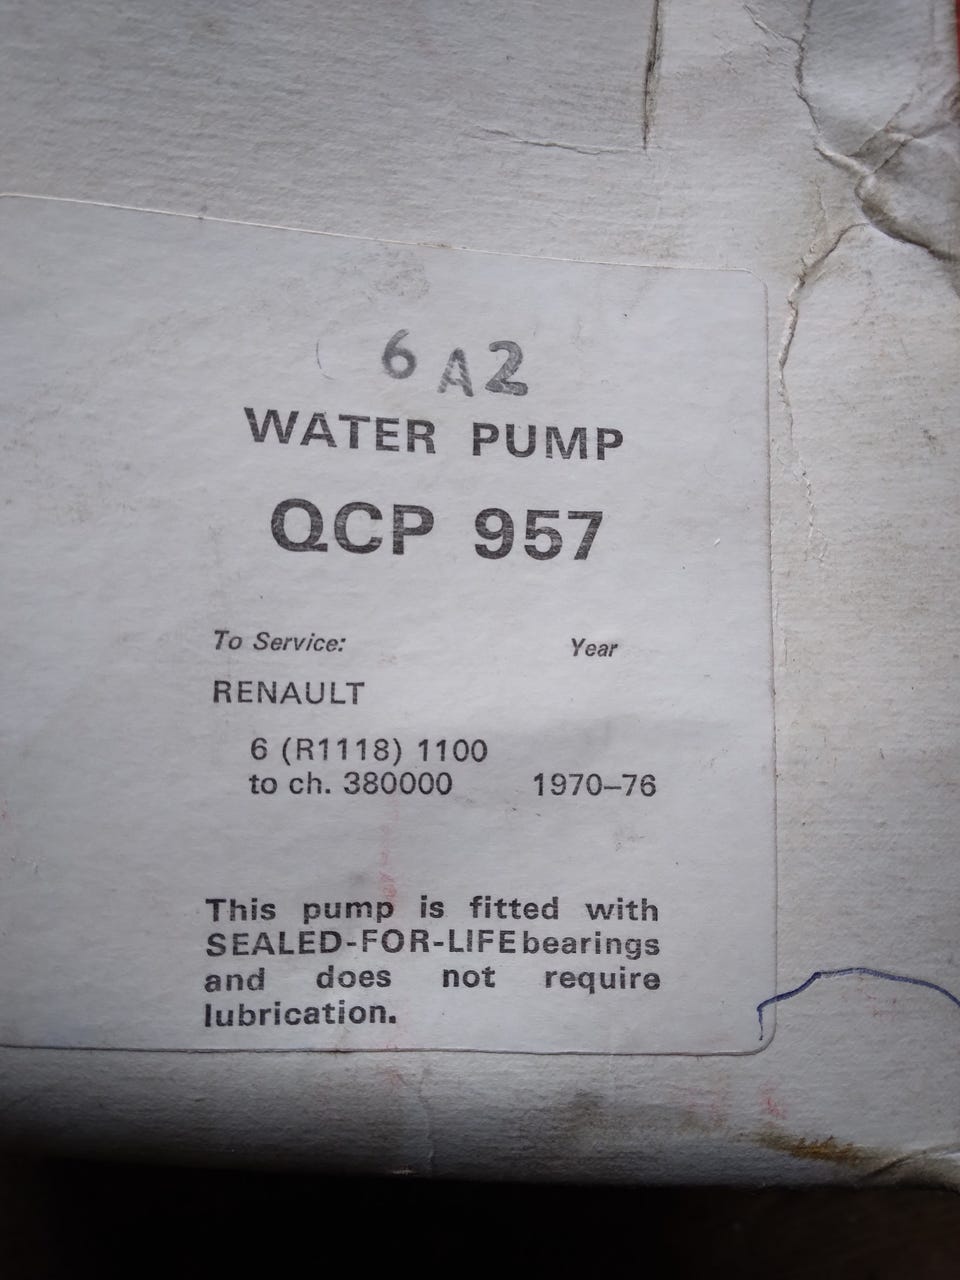 6 A 2
WATER PUMP
QCP 957
To Service: Year
RENAULT
6 (R1118) 1100
to ch. 380000 1970–76
This pump is fitted with
SEALED-FOR-LIFE bearings
and does not require
lubrication.